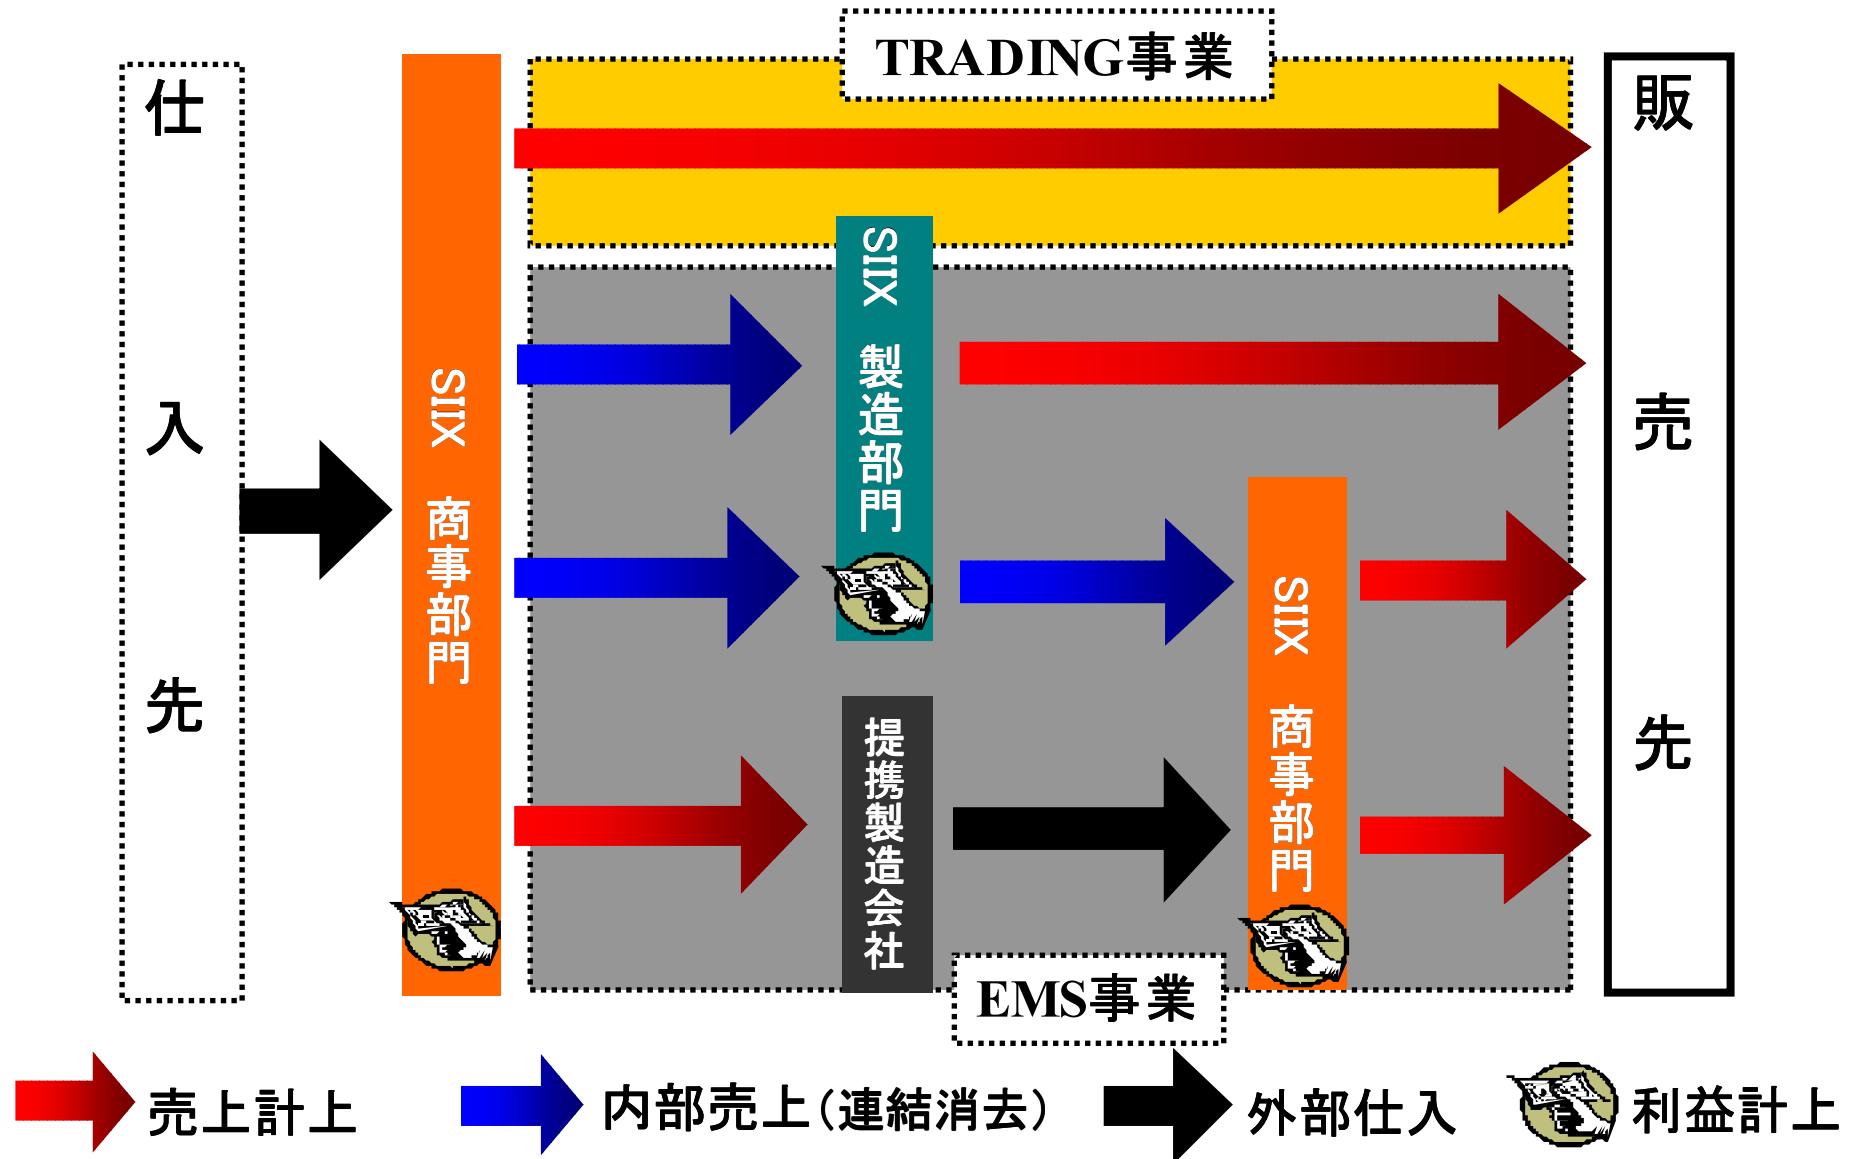 TRADING事業
仕入先
SIIX 商事部門
SIIX 製造部門
提携製造会社
SIIX 商事部門
販売先
EMS事業
売上計上
内部売上(連結消去)
外部仕入
利益計上